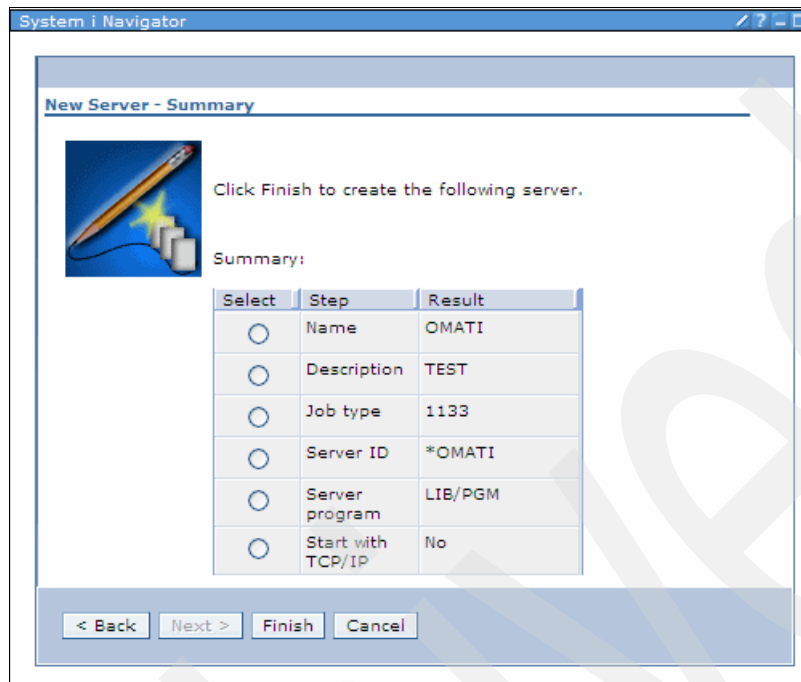 System i Navigator
New Server - Summary
Click Finish to create the following server.
Summary:
Select Step Result
Name OMATI
Description TEST
Job type 1133
Server ID *OMATI
Server program LIB/PGM
Start with TCP/IP No
< Back Next > Finish Cancel